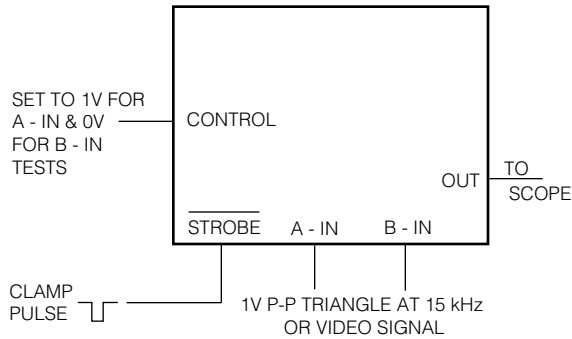 SET TO 1V FOR
A - IN & 0V
FOR B - IN
TESTS
CONTROL
OUT
TO
SCOPE
STROBE
A - IN
B - IN
CLAMP
PULSE
1V P-P TRIANGLE AT 15 kHz
OR VIDEO SIGNAL